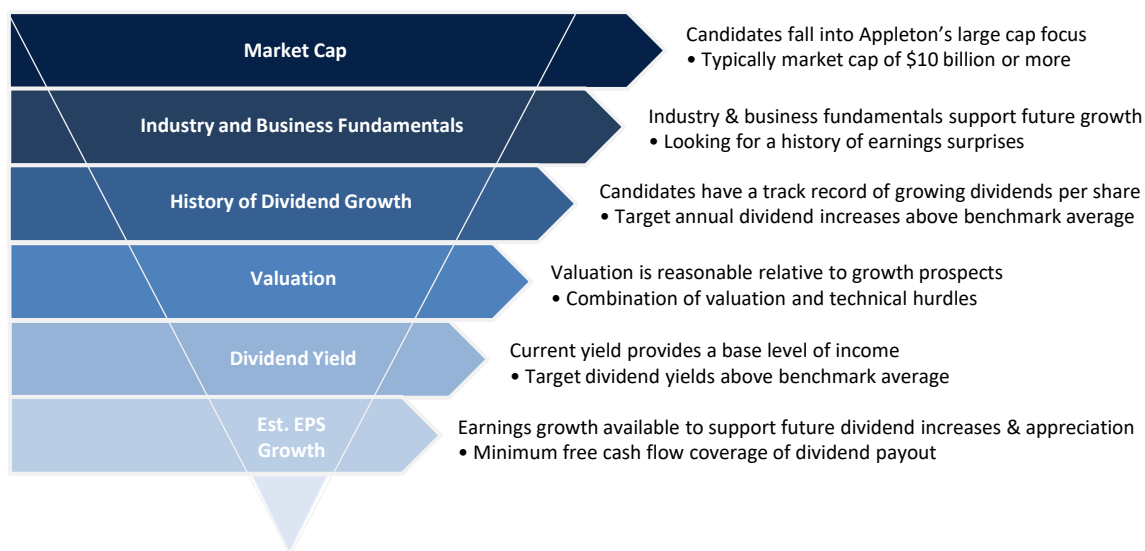 Market Cap
Candidates fall into Appleton's large cap focus
• Typically market cap of $10 billion or more
Industry and Business Fundamentals
Industry & business fundamentals support future growth
• Looking for a history of earnings surprises
History of Dividend Growth
Candidates have a track record of growing dividends per share
• Target annual dividend increases above benchmark average
Valuation
Valuation is reasonable relative to growth prospects
• Combination of valuation and technical hurdles
Dividend Yield
Current yield provides a base level of income
• Target dividend yields above benchmark average
Est. EPS
Growth
Earnings growth available to support future dividend increases & appreciation
• Minimum free cash flow coverage of dividend payout